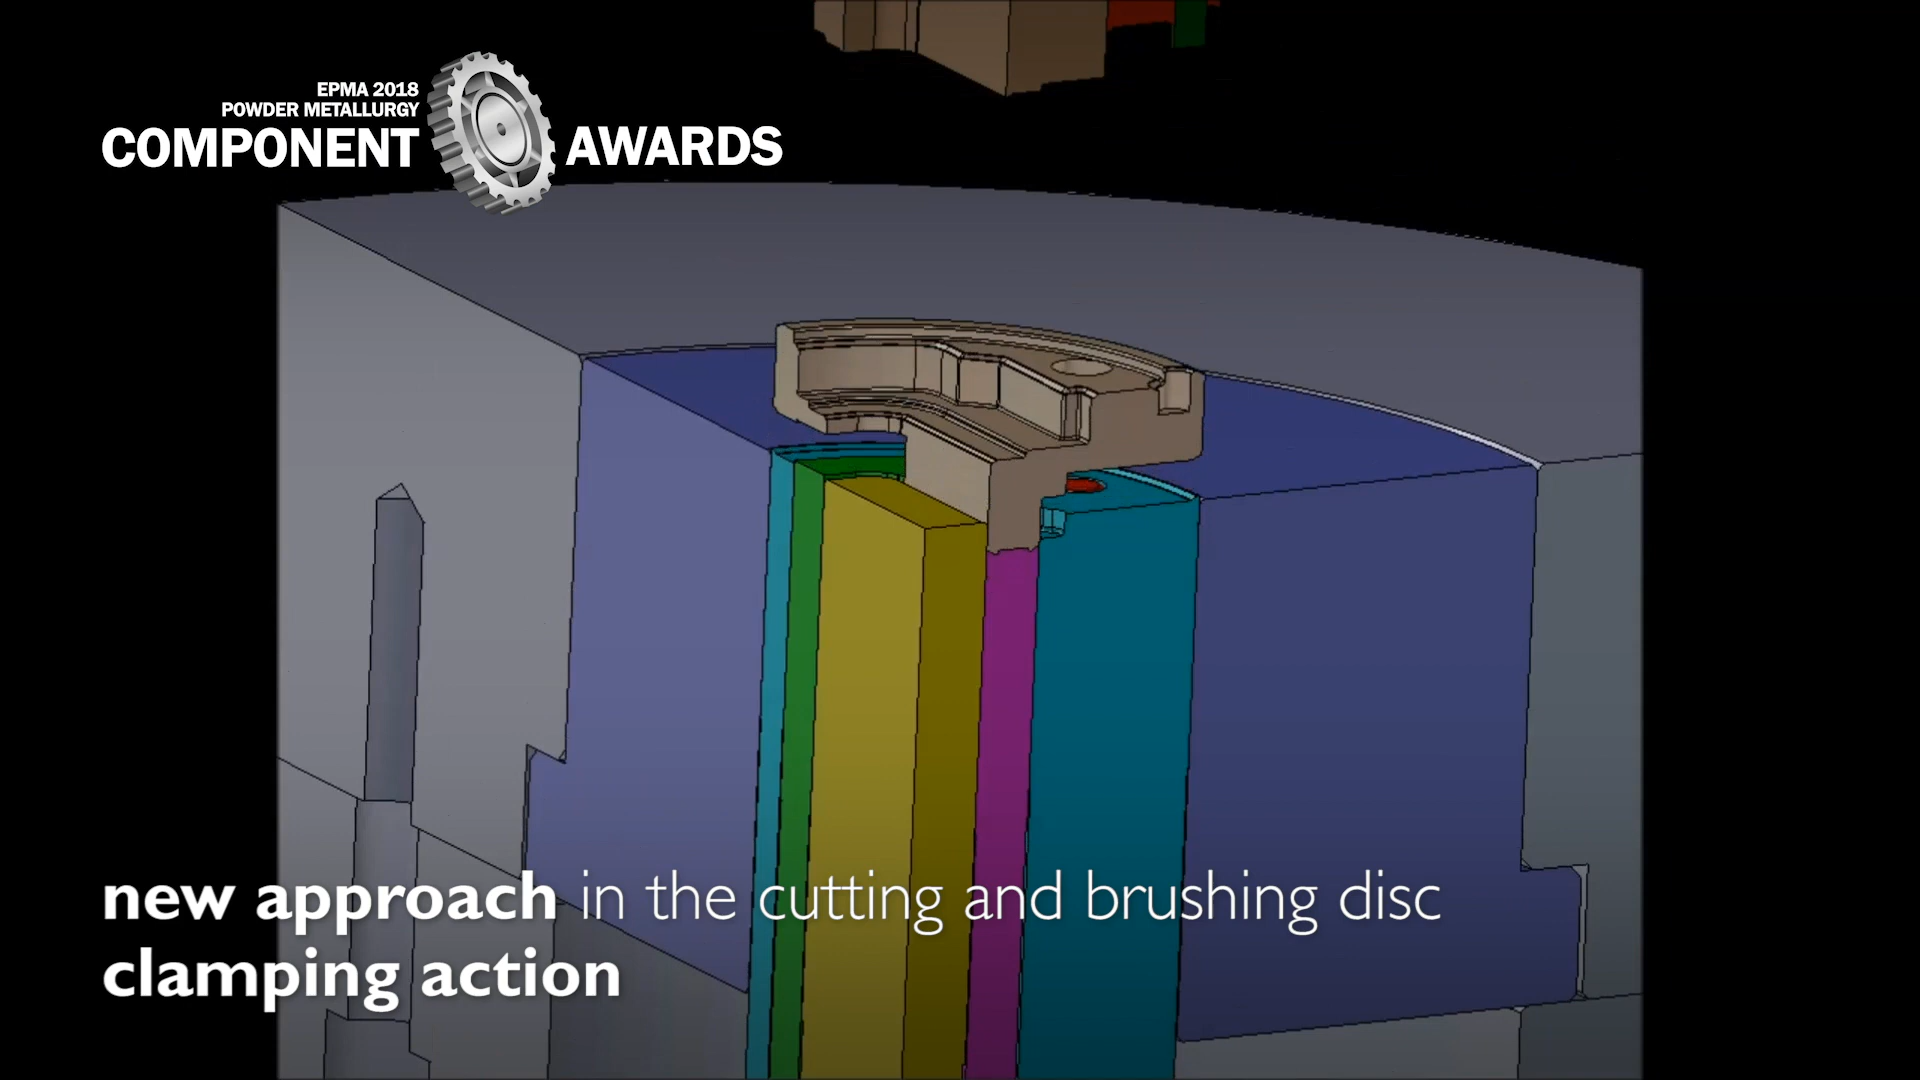 EPMA 2018
POWDER METALLURGY
COMPONENT AWARDS
new approach in the cutting and brushing disc
clamping action